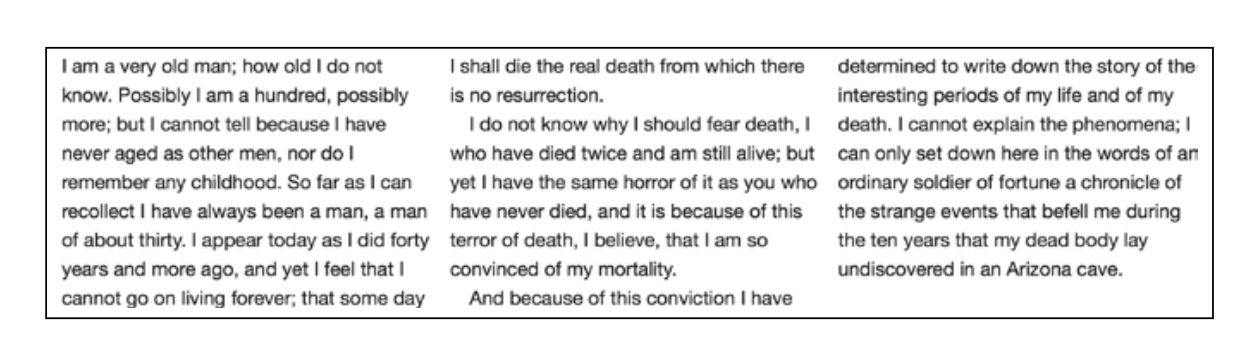 I am a very old man; how old I do not
know. Possibly I am a hundred, possibly
more; but I cannot tell because I have
never aged as other men, nor do I
remember any childhood. So far as I can
recollect I have always been a man, a man
of about thirty. I appear today as I did forty
years and more ago, and yet I feel that I
cannot go on living forever; that some day
I shall die the real death from which there
is no resurrection.
I do not know why I should fear death, I
who have died twice and am still alive; but
yet I have the same horror of it as you who
have never died, and it is because of this
terror of death, I believe, that I am so
convinced of my mortality.
And because of this conviction I have
determined to write down the story of the
interesting periods of my life and of my
death. I cannot explain the phenomena; I
can only set down here in the words of an
ordinary soldier of fortune a chronicle of
the strange events that befell me during
the ten years that my dead body lay
undiscovered in an Arizona cave.